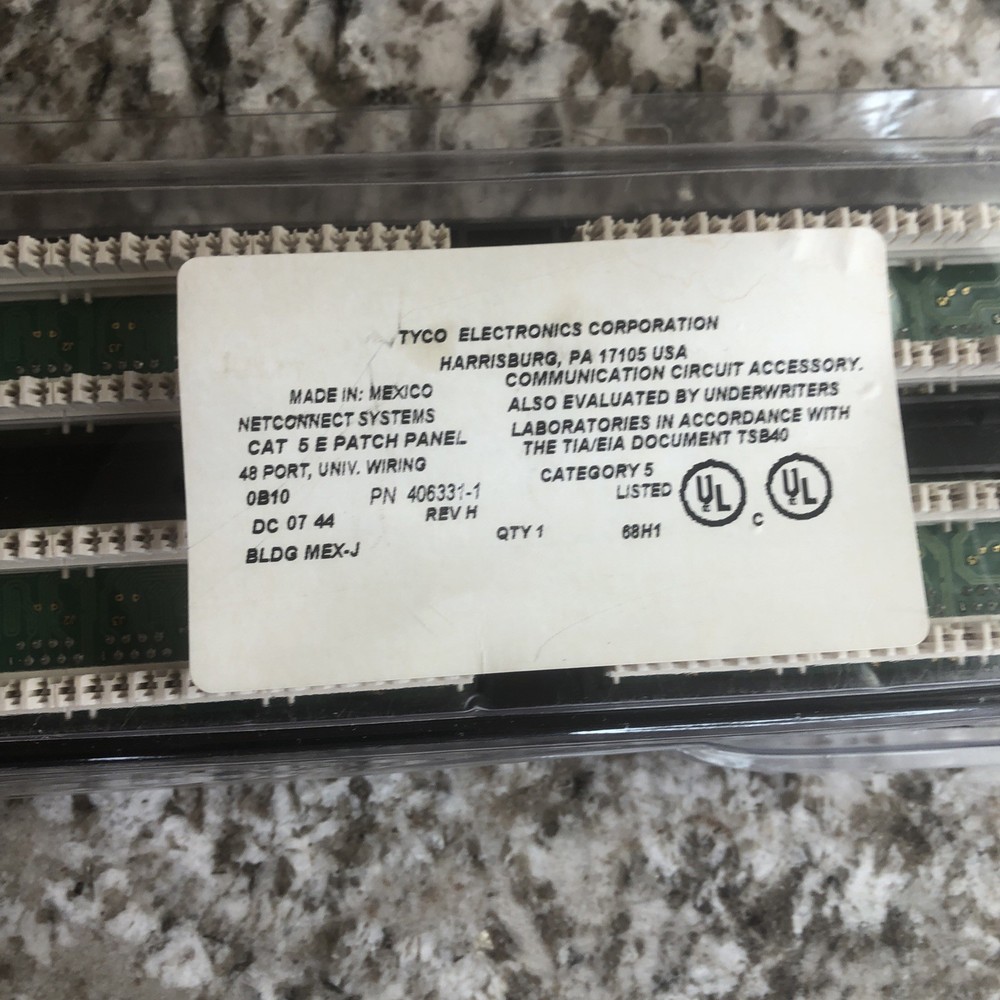 TYCO ELECTRONICS CORPORATION
HARRISBURG, PA 17105 USA
MADE IN: MEXICO
NETCONNECT SYSTEMS
CAT 5 E PATCH PANEL
48 PORT, UNIV. WIRING
0B10 PN 406331-1
REV H
DC 07 44
BLDG MEX-J
COMMUNICATION CIRCUIT ACCESSORY.
ALSO EVALUATED BY UNDERWRITERS
LABORATORIES IN ACCORDANCE WITH
THE TIA/EIA DOCUMENT TSB40
CATEGORY 5
LISTED UL C UL
QTY 1 68H1